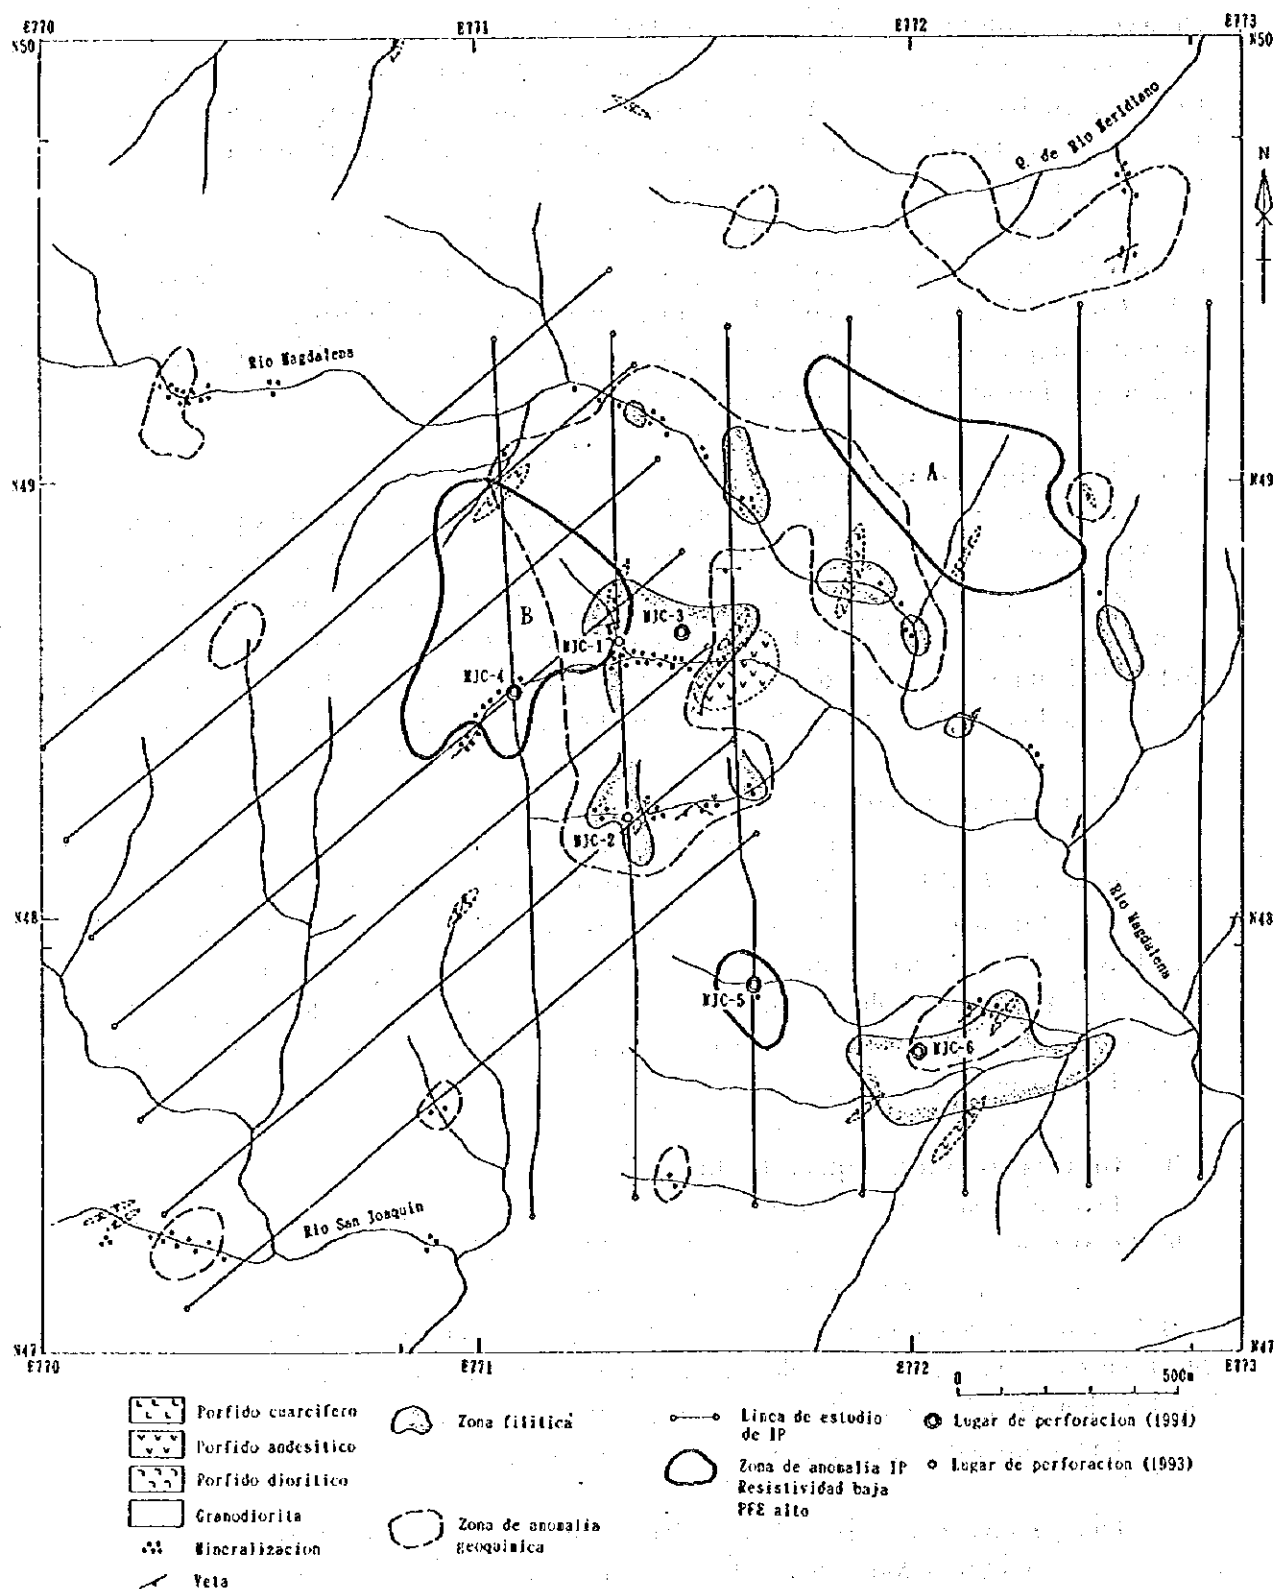 E770
E771
E772
E773
N50
N50
Q. de Rio Meridiano
N
Rio Magdalena
A
N49
N49
B
MJC-3
MJC-1
MJC-4
MJC-2
N48
N48
Rio Magdalena
MJC-5
MJC-6
Rio San Joaquin
N47
N47
E770
E771
E772
E773
0 500m
Porfido cuarcifero
Porfido andesitico
Porfido dioritico
Granodiorita
Mineralizacion
Veta
Zona filitica
Zona de anomalia
geoquimica
Linea de estudio
de IP
Zona de anomalia IP
Resistividad baja
PFE alto
Lugar de perforacion (1994)
Lugar de perforacion (1993)